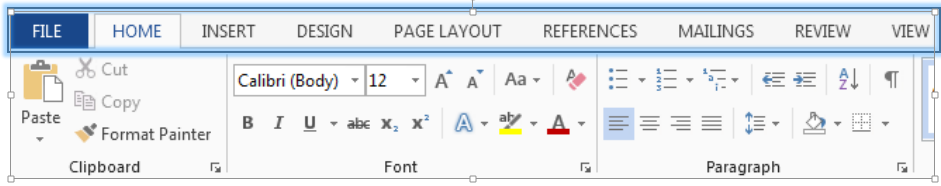 FILE HOME INSERT DESIGN PAGE LAYOUT REFERENCES MAILINGS REVIEW VIEW
Cut
Copy
Paste
Format Painter
Clipboard
Calibri (Body) 12 A A Aa
B I U abc X₂ X² A ab A
Font
A
Z
Paragraph